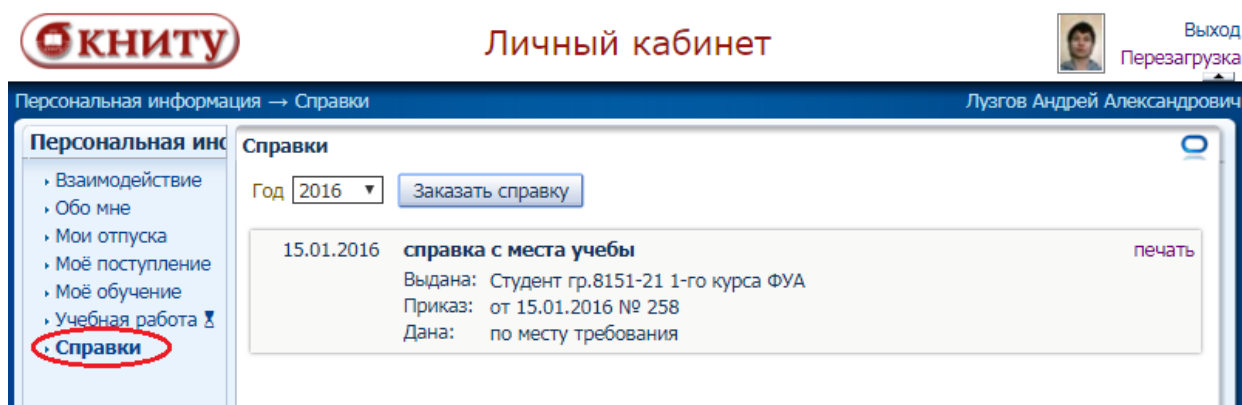 КНИТУ
Личный кабинет
Выход
Перезагрузка
Персональная информация → Справки
Лузгов Андрей Александрович
Персональная инс
Взаимодействие
Обо мне
Мои отпуска
Моё поступление
Моё обучение
Учебная работа
Справки
Справки
Год 2016 Заказать справку
15.01.2016 справка с места учебы печать
Выдана: Студент гр.8151-21 1-го курса ФУА
Приказ: от 15.01.2016 № 258
Дана: по месту требования